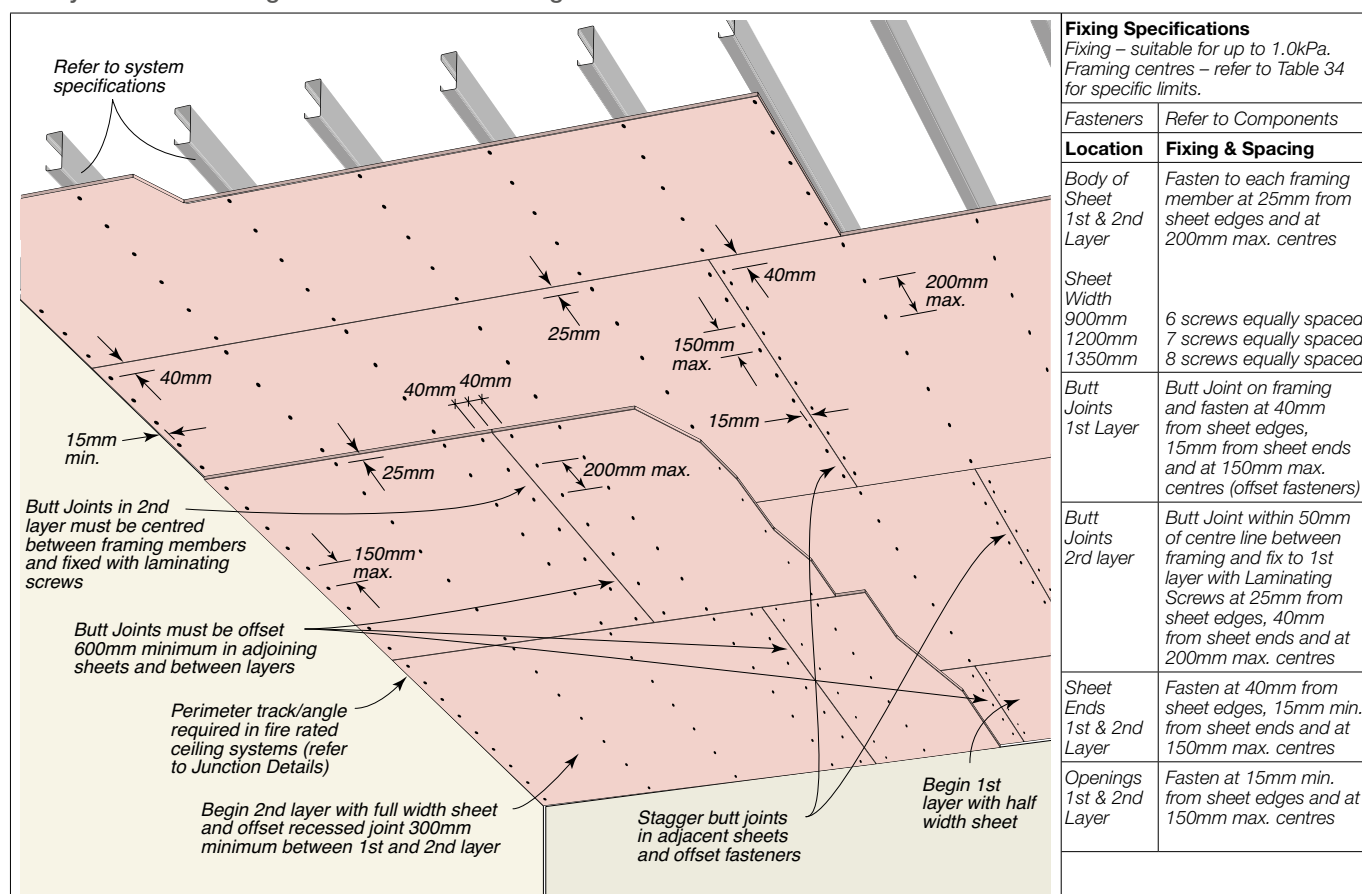 Refer to system
specifications
40mm
200mm
max.
25mm
150mm
max.
40mm
40mm
40mm
15mm
min.
15mm
25mm
200mm max.
Butt Joints in 2nd
layer must be centred
between framing members
and fixed with laminating
screws
150mm
max.
Butt Joints must be offset
600mm minimum in adjoining
sheets and between layers
Perimeter track/angle
required in fire rated
ceiling systems (refer
to Junction Details)
Begin 2nd layer with full width sheet
and offset recessed joint 300mm
minimum between 1st and 2nd layer
Stagger butt joints
in adjacent sheets
and offset fasteners
Begin 1st
layer with half
width sheet
Fixing Specifications
Fixing – suitable for up to 1.0kPa.
Framing centres – refer to Table 34
for specific limits.
Fasteners Refer to Components
Location Fixing & Spacing
Body of Fasten to each framing
Sheet member at 25mm from
1st & 2nd sheet edges and at
Layer 200mm max. centres
Sheet
Width
900mm 6 screws equally spaced
1200mm 7 screws equally spaced
1350mm 8 screws equally spaced
Butt Butt Joint on framing
Joints and fasten at 40mm
1st Layer from sheet edges,
15mm from sheet ends
and at 150mm max.
centres (offset fasteners)
Butt Butt Joint within 50mm
Joints of centre line between
2rd layer framing and fix to 1st
layer with Laminating
Screws at 25mm from
sheet edges, 40mm
from sheet ends and at
200mm max. centres
Sheet Fasten at 40mm from
Ends sheet edges, 15mm min.
1st & 2nd from sheet ends and at
Layer 150mm max. centres
Openings Fasten at 15mm min.
1st & 2nd from sheet edges and at
Layer 150mm max. centres